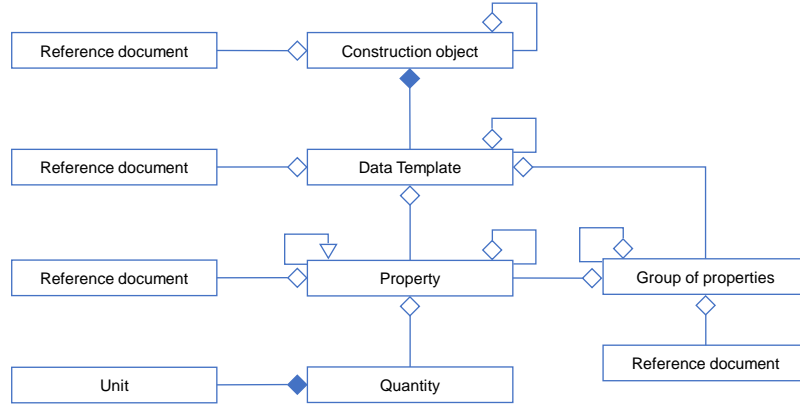 Reference document
Construction object
Reference document
Data Template
Reference document
Property
Group of properties
Reference document
Unit
Quantity